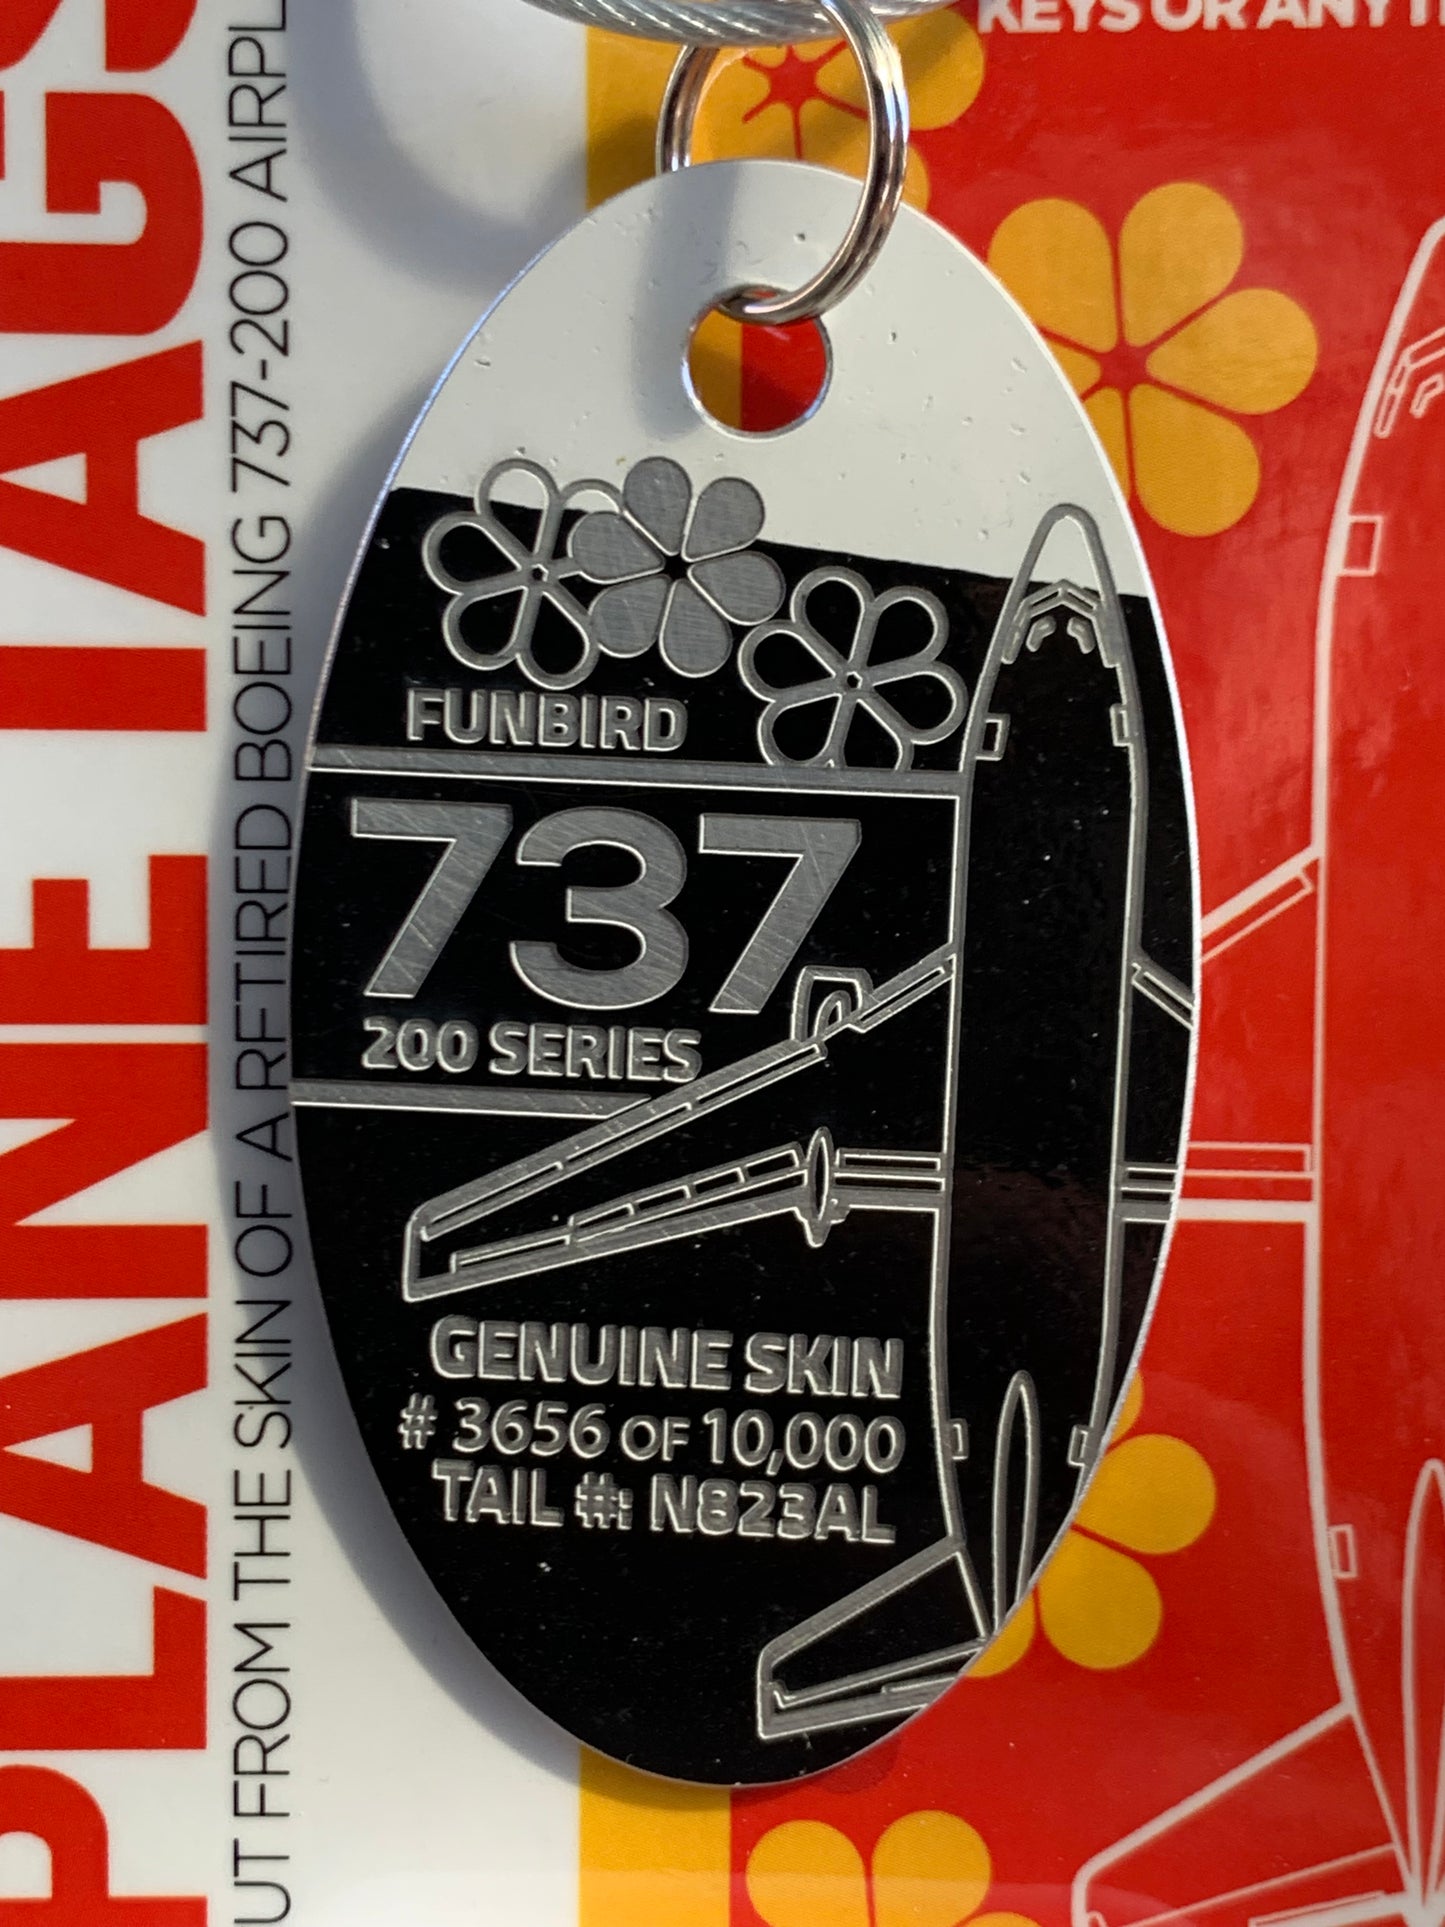 KEYS OR ANY
PLANE TAGS
UT FROM THE SKIN OF A RETIRED BOEING 737-200 AIRPL
FUNBIRD
737
200 SERIES
GENUINE SKIN
# 3656 OF 10,000
TAIL #: N823AL